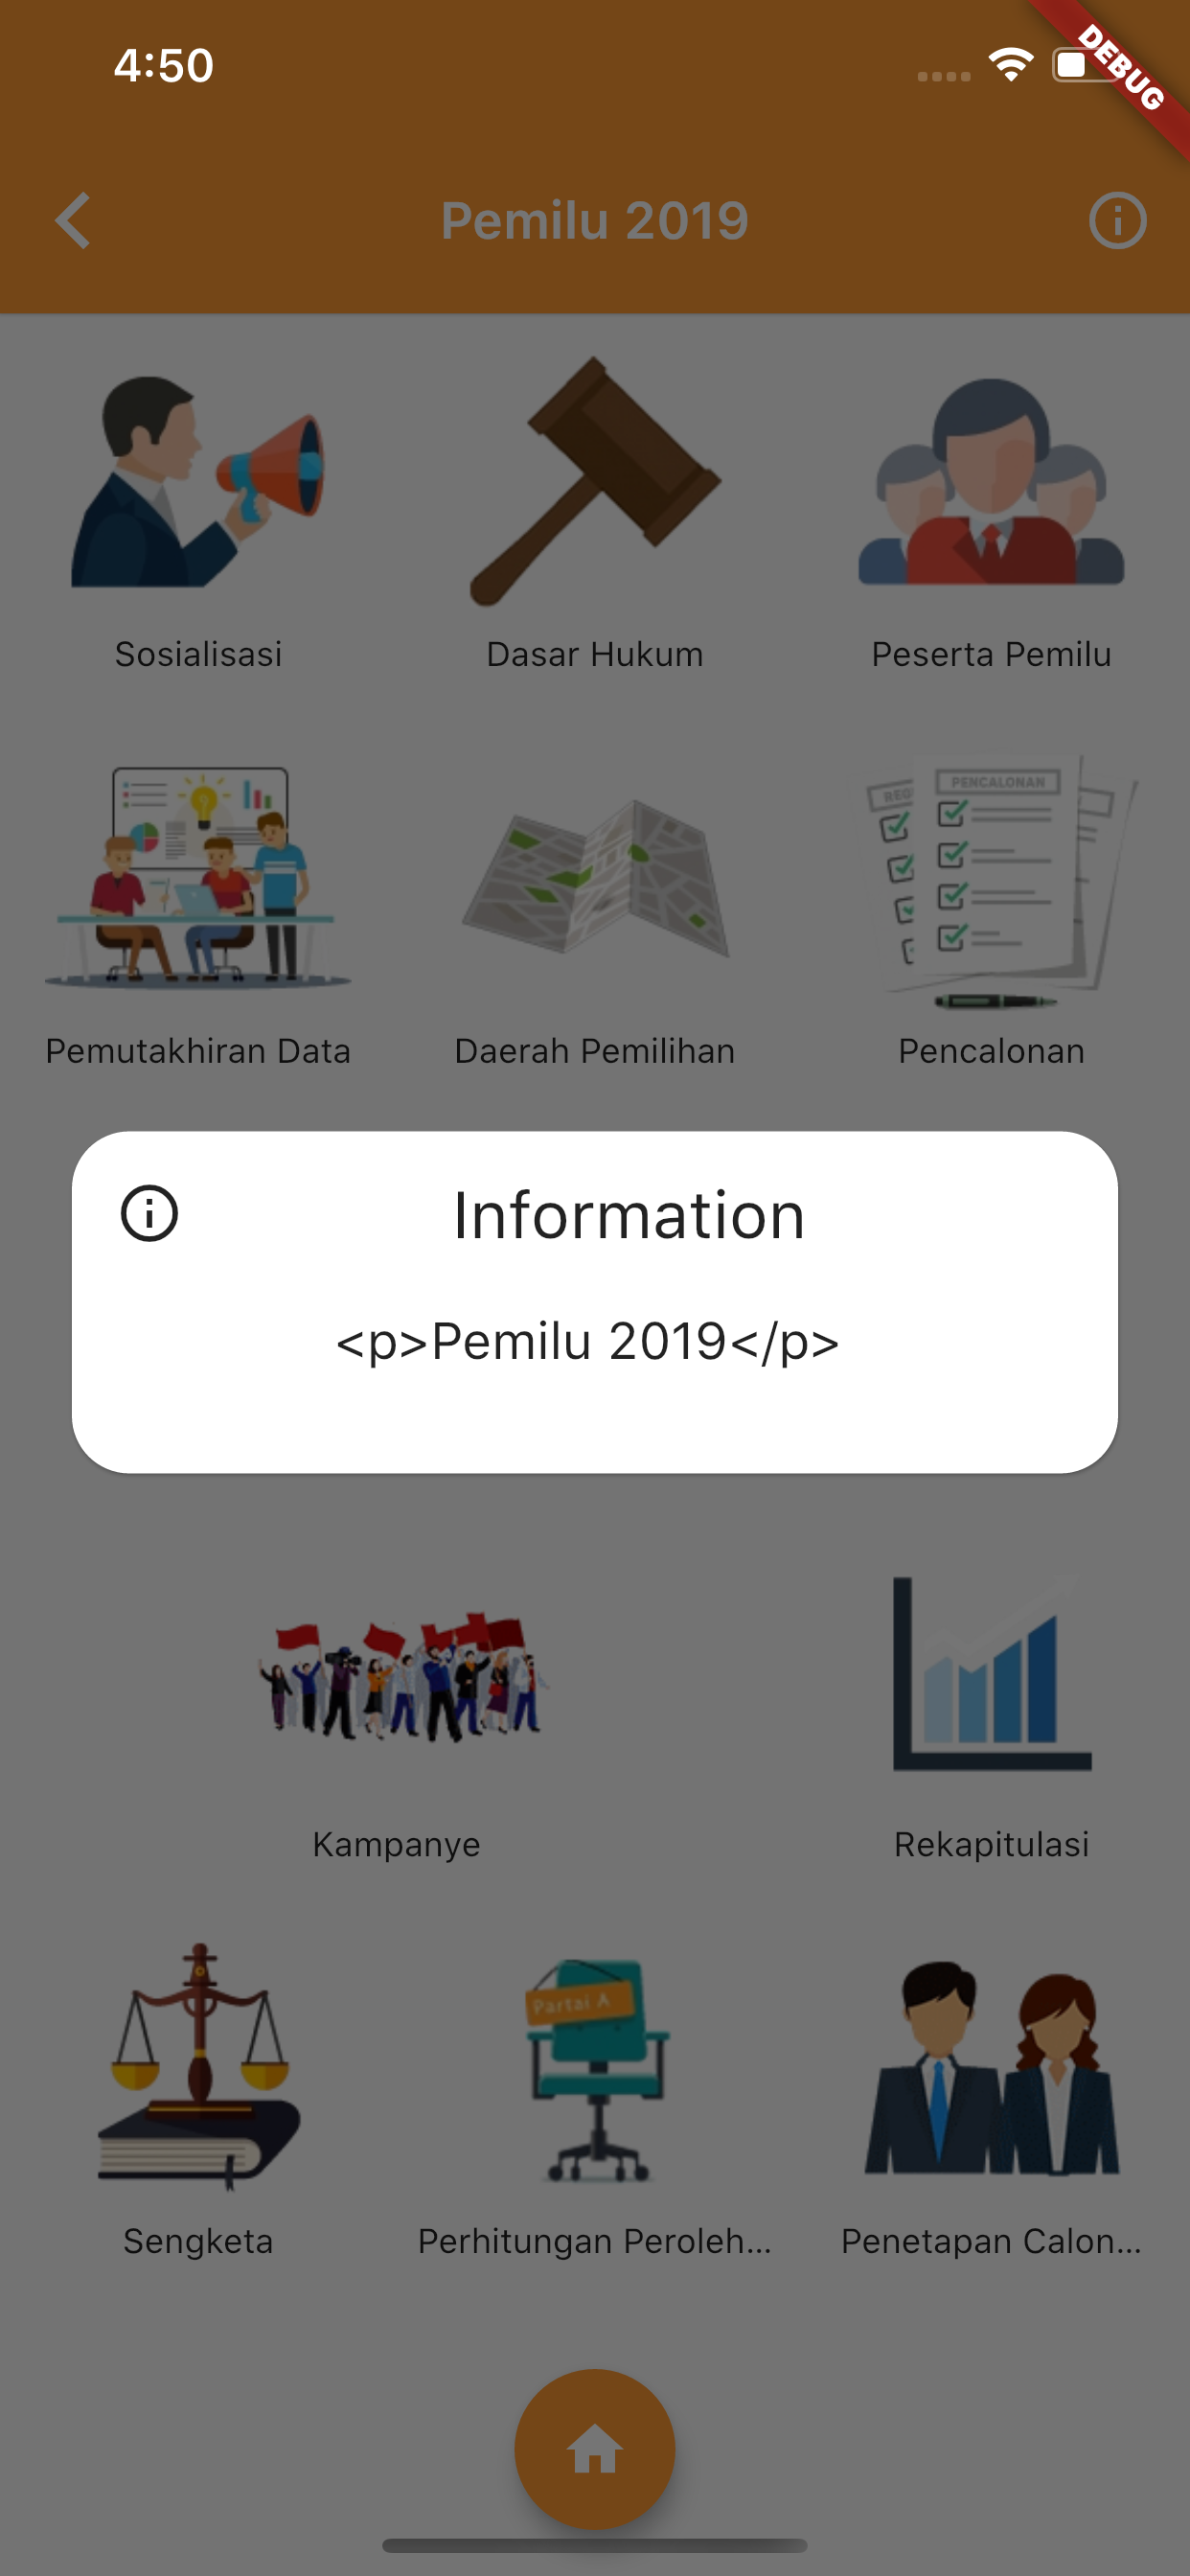 4:50
DEBUG
Pemilu 2019
Sosialisasi
Dasar Hukum
Peserta Pemilu
REG
PENCALONAN
Pemutakhiran Data
Daerah Pemilihan
Pencalonan
Information
<p>Pemilu 2019</p>
Kampanye
Rekapitulasi
Partai A
Sengketa
Perhitungan Peroleh...
Penetapan Calon...